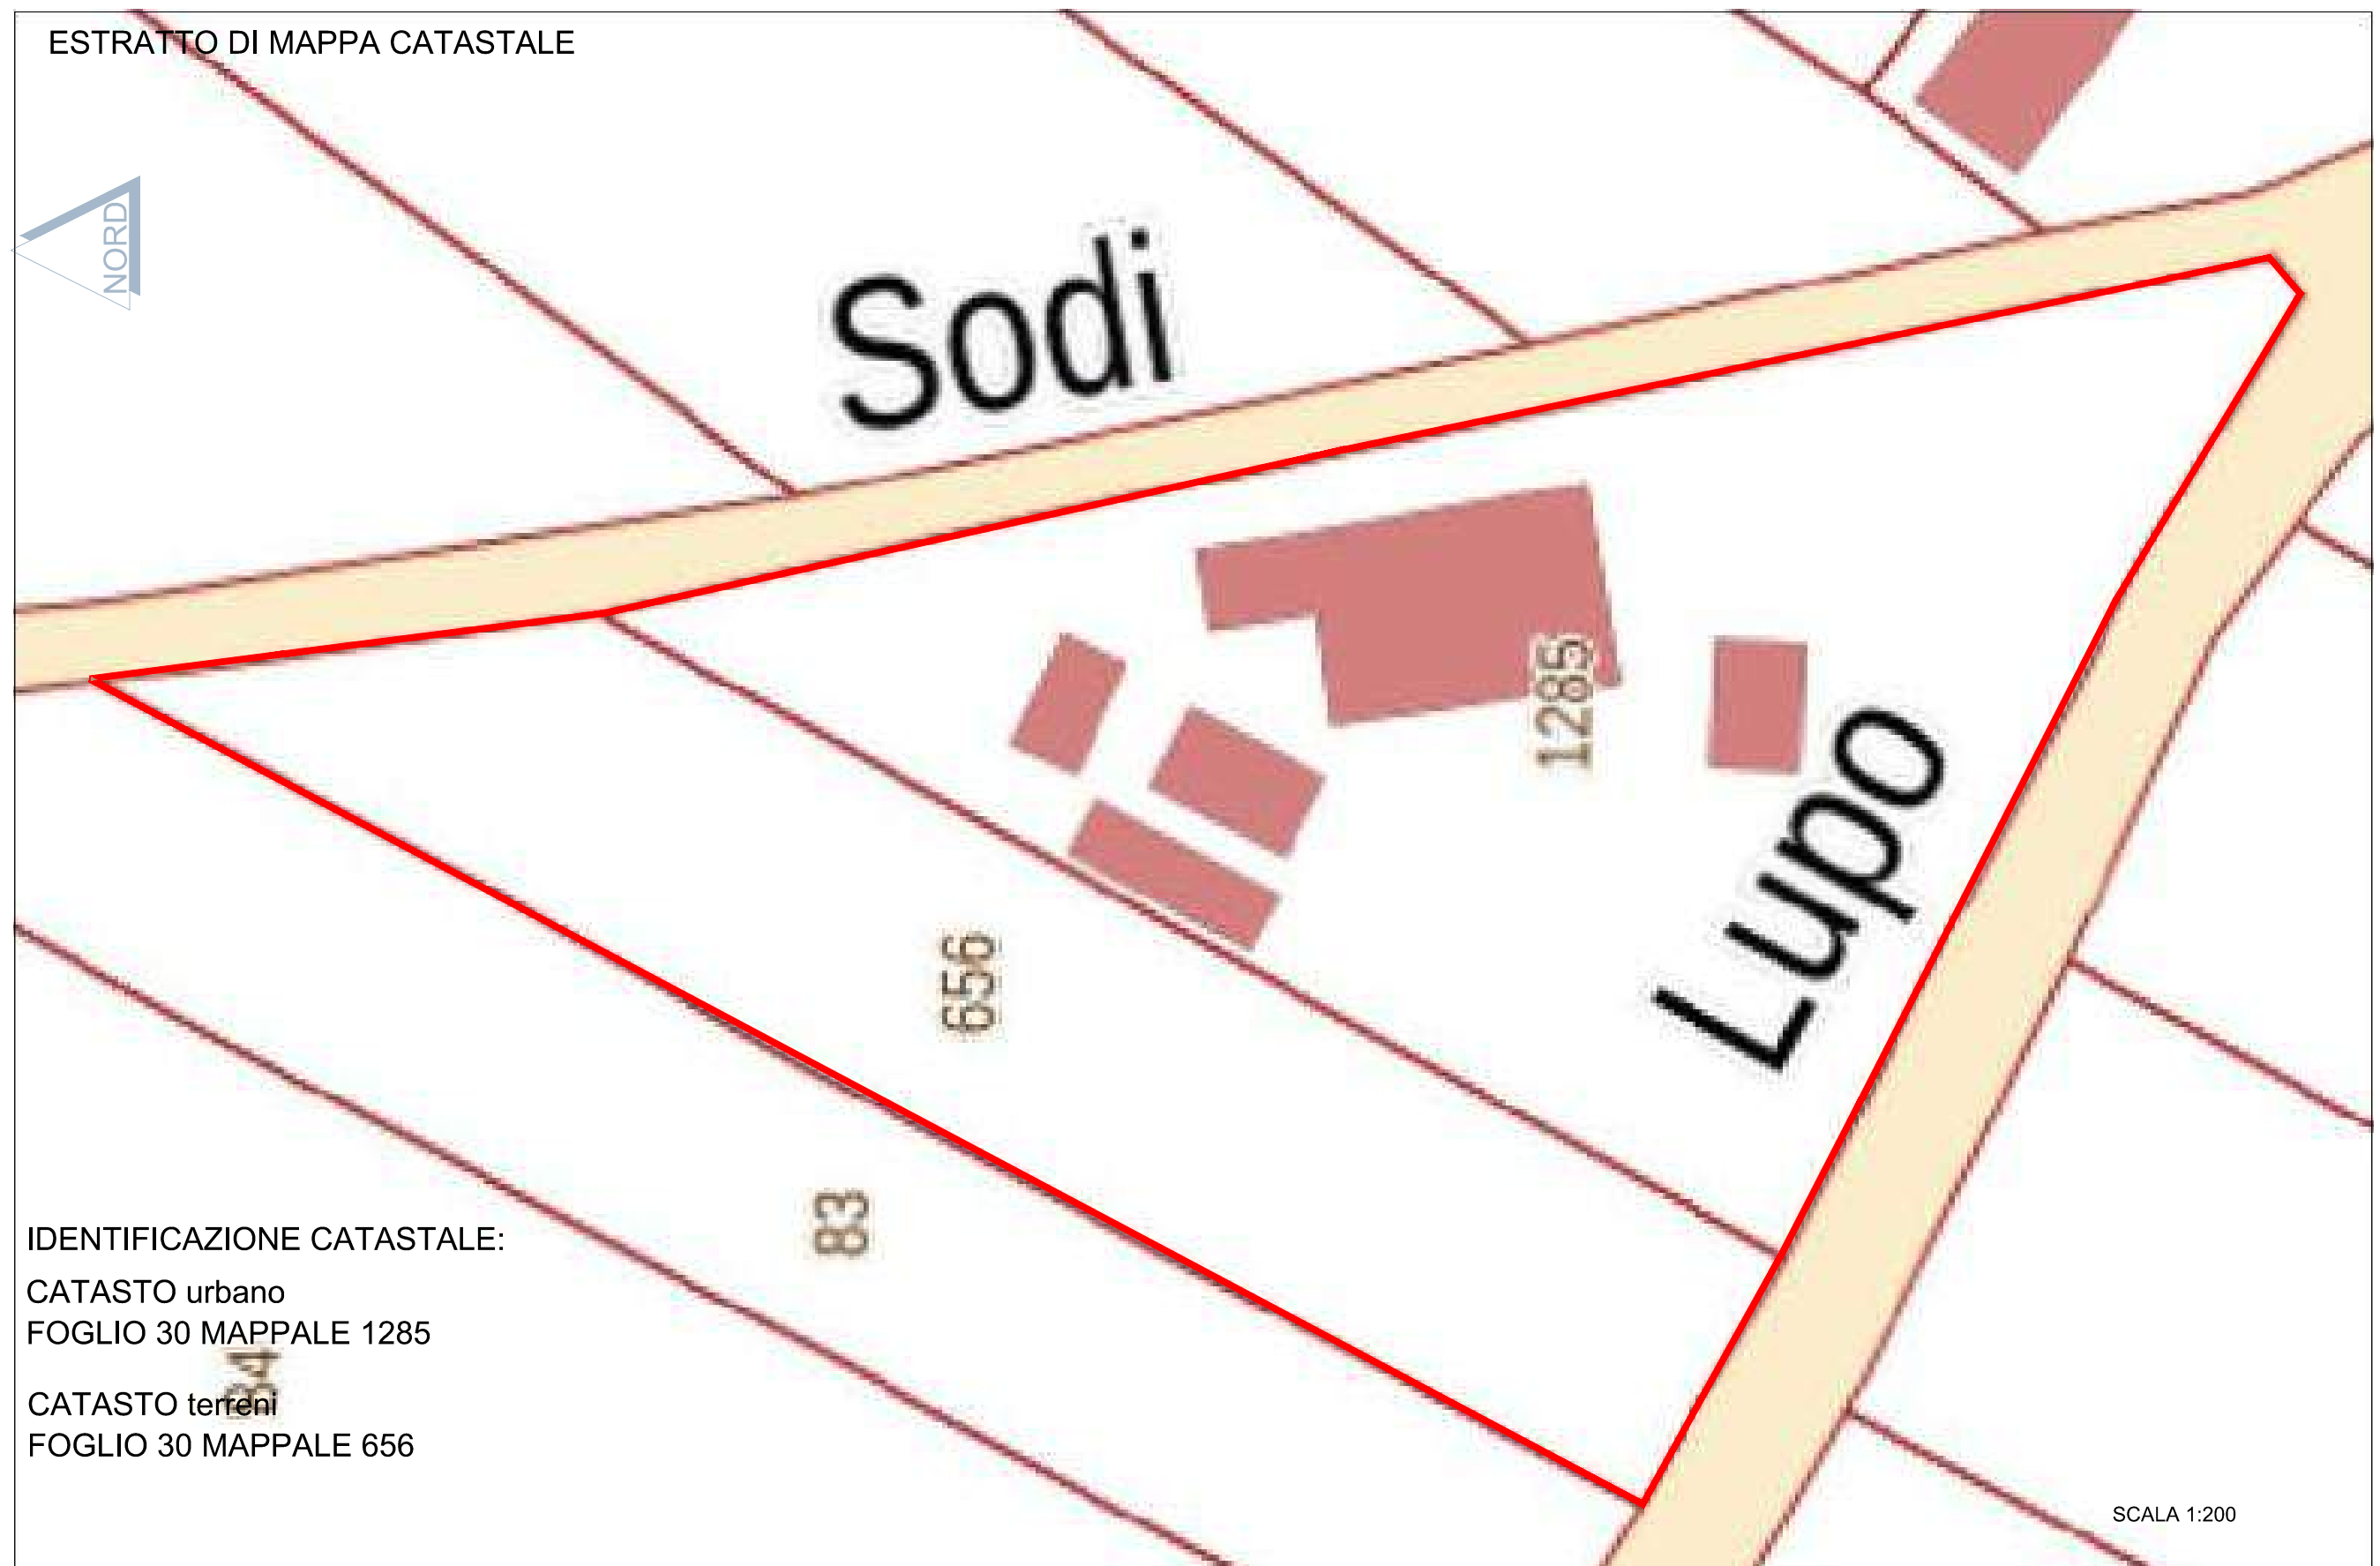 ESTRATTO DI MAPPA CATASTALE
NORD
Sodi
1285
Lupo
656
83
IDENTIFICAZIONE CATASTALE:
CATASTO urbano
FOGLIO 30 MAPPALE 1285
84
CATASTO terreni
FOGLIO 30 MAPPALE 656
SCALA 1:200